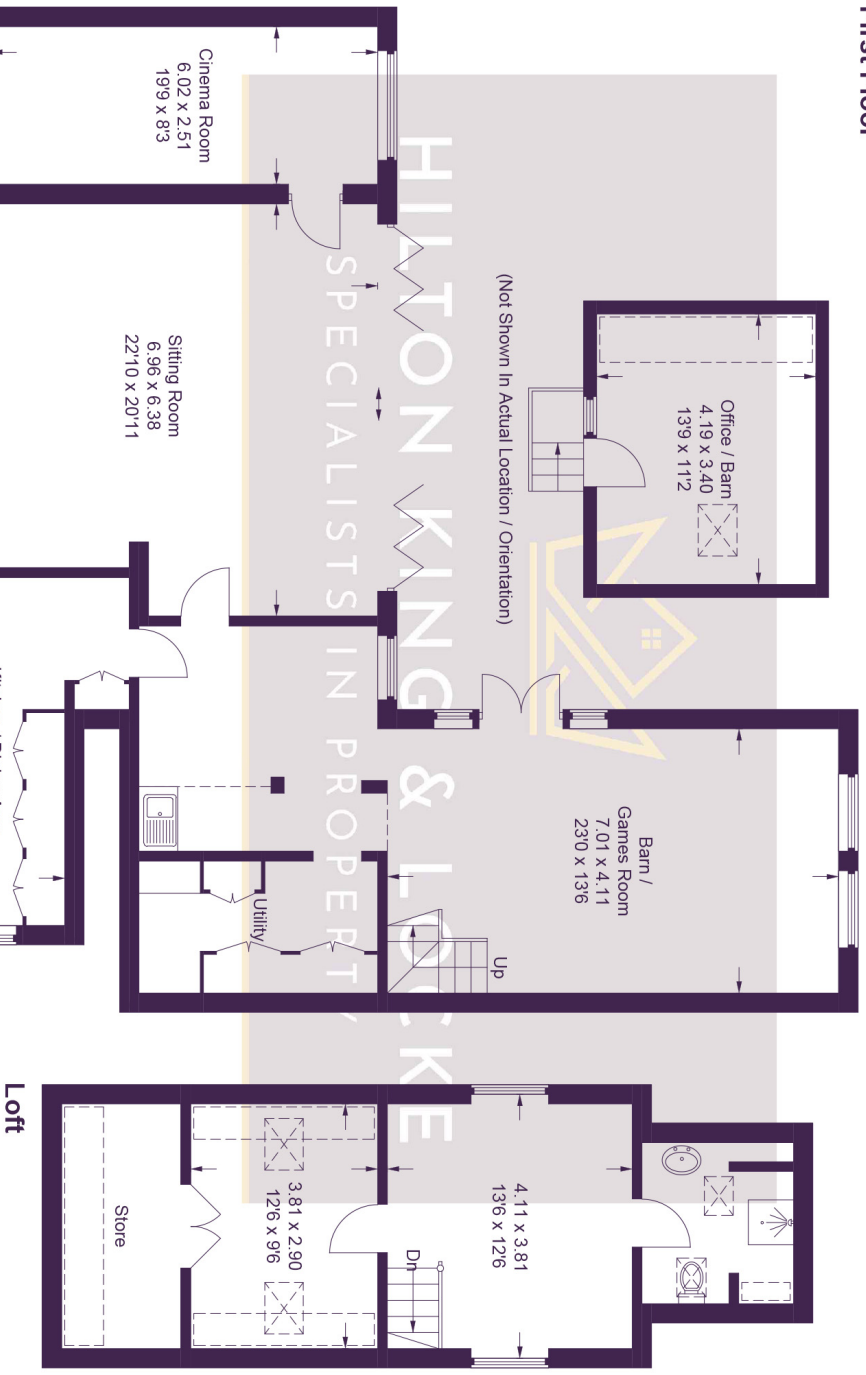 First Floor
Cinema Room
6.02 x 2.51
19'9 x 8'3
Sitting Room
6.96 x 6.38
22'10 x 20'11
(Not Shown In Actual Location / Orientation)
Office / Barn
4.19 x 3.40
13'9 x 11'2
Barn /
Games Room
7.01 x 4.11
23'0 x 13'6
Up
Utility
HILTON KING & LOCKE
SPECIALISTS IN PROPERTY
4.11 x 3.81
13'6 x 12'6
Dn
3.81 x 2.90
12'6 x 9'6
Store
Loft